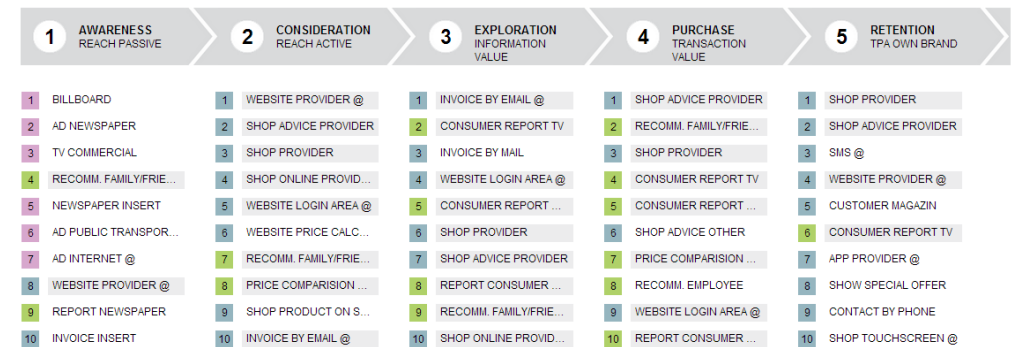 1 AWARENESS
REACH PASSIVE
2 CONSIDERATION
REACH ACTIVE
3 EXPLORATION
INFORMATION
VALUE
4 PURCHASE
TRANSACTION
VALUE
5 RETENTION
TPA OWN BRAND
1 BILLBOARD
2 AD NEWSPAPER
3 TV COMMERCIAL
4 RECOMM. FAMILY/FRIE...
5 NEWSPAPER INSERT
6 AD PUBLIC TRANSPOR...
7 AD INTERNET @
8 WEBSITE PROVIDER @
9 REPORT NEWSPAPER
10 INVOICE INSERT
1 WEBSITE PROVIDER @
2 SHOP ADVICE PROVIDER
3 SHOP PROVIDER
4 SHOP ONLINE PROVID...
5 WEBSITE LOGIN AREA @
6 WEBSITE PRICE CALC...
7 RECOMM. FAMILY/FRIE...
8 PRICE COMPARISION ...
9 SHOP PRODUCT ON S...
10 INVOICE BY EMAIL @
1 INVOICE BY EMAIL @
2 CONSUMER REPORT TV
3 INVOICE BY MAIL
4 WEBSITE LOGIN AREA @
5 CONSUMER REPORT ...
6 SHOP PROVIDER
7 SHOP ADVICE PROVIDER
8 REPORT CONSUMER ...
9 RECOMM. FAMILY/FRIE...
10 SHOP ONLINE PROVID...
1 SHOP ADVICE PROVIDER
2 RECOMM. FAMILY/FRIE...
3 SHOP PROVIDER
4 CONSUMER REPORT TV
5 CONSUMER REPORT ...
6 SHOP ADVICE OTHER
7 PRICE COMPARISION ...
8 RECOMM. EMPLOYEE
9 WEBSITE LOGIN AREA @
10 REPORT CONSUMER ...
1 SHOP PROVIDER
2 SHOP ADVICE PROVIDER
3 SMS @
4 WEBSITE PROVIDER @
5 CUSTOMER MAGAZIN
6 CONSUMER REPORT TV
7 APP PROVIDER @
8 SHOW SPECIAL OFFER
9 CONTACT BY PHONE
10 SHOP TOUCHSCREEN @